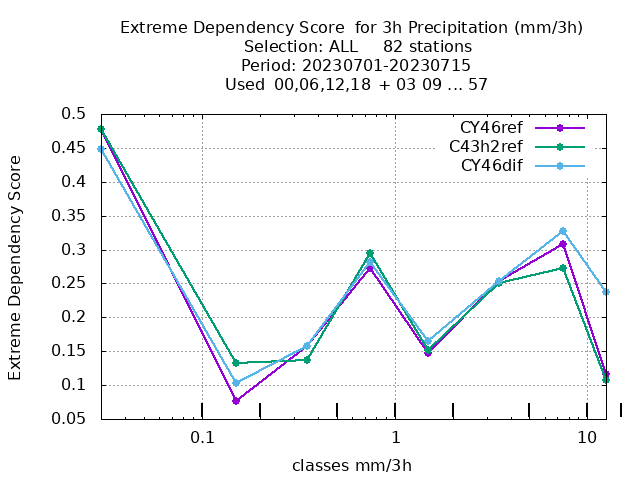 Extreme Dependency Score  for 3h Precipitation (mm/3h)
Selection: ALL     82 stations
Period: 20230701-20230715
Used  00,06,12,18  + 03 09 ... 57
0.5
0.45
0.4
0.35
0.3
0.25
0.2
0.15
0.1
0.05
Extreme Dependency Score
CY46ref
C43h2ref
CY46dif
0.1
1
10
classes mm/3h